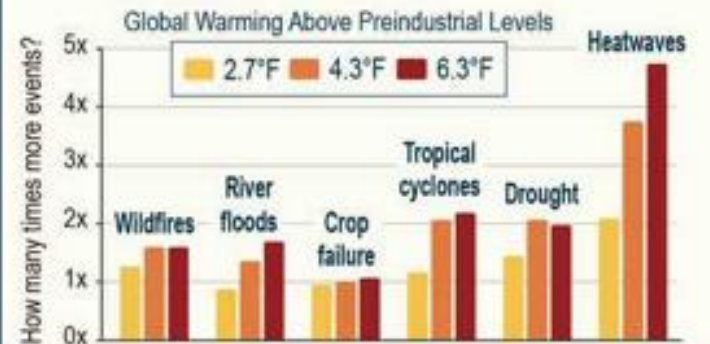 Global Warming Above Preindustrial Levels
How many times more events?
5x
4x
3x
2x
1x
0x
2.7°F 4.3°F 6.3°F
Wildfires
River
floods
Crop
failure
Tropical
cyclones
Drought
Heatwaves